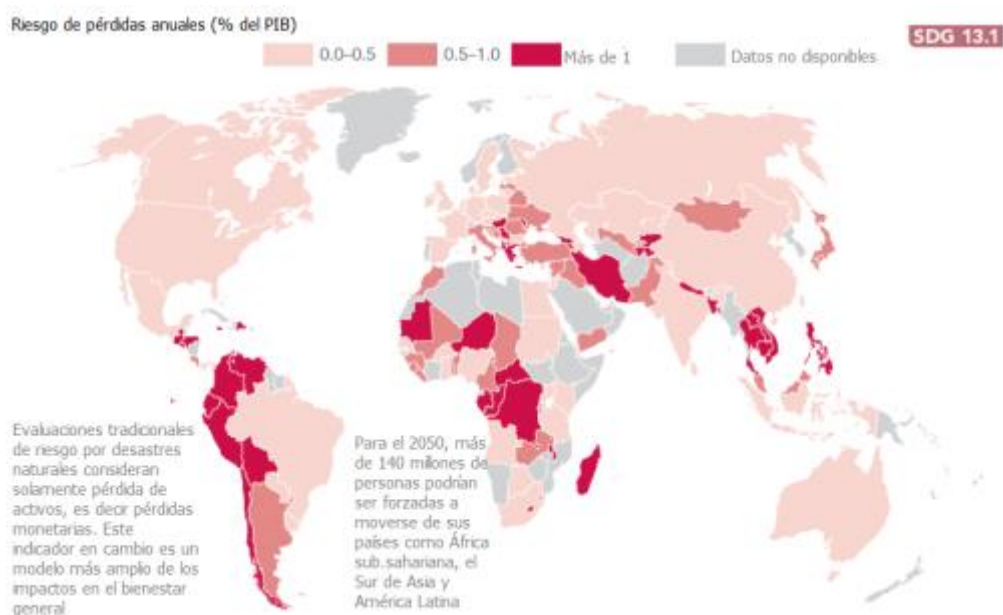 Riesgo de pérdidas anuales (% del PIB)
SDG 13.1
0.0–0.5
0.5–1.0
Más de 1
Datos no disponibles
Evaluaciones tradicionales
de riesgo por desastres
naturales consideran
solamente pérdida de
activos, es decir pérdidas
monetarias. Este
indicador en cambio es un
modelo más amplio de los
impactos en el bienestar
general
Para el 2050, más
de 140 millones de
personas podrían
ser forzadas a
moverse de sus
países como África
sub.sahariana, el
Sur de Asia y
América Latina